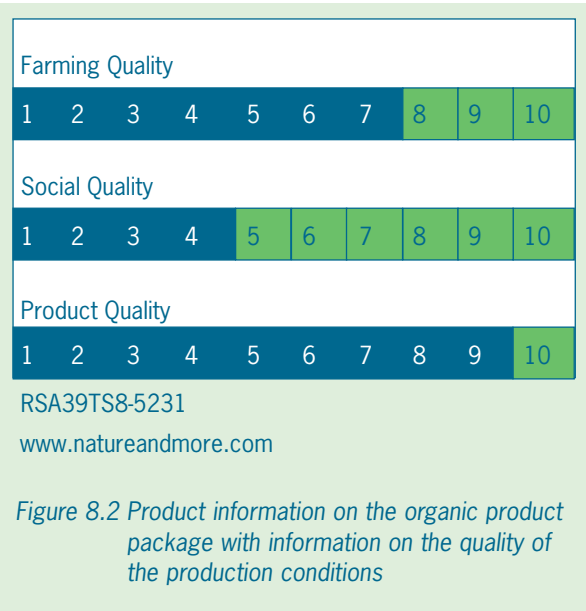 Farming Quality
1 2 3 4 5 6 7 8 9 10
Social Quality
1 2 3 4 5 6 7 8 9 10
Product Quality
1 2 3 4 5 6 7 8 9 10
RSA39TS8-5231
www.natureandmore.com
Figure 8.2 Product information on the organic product
package with information on the quality of
the production conditions